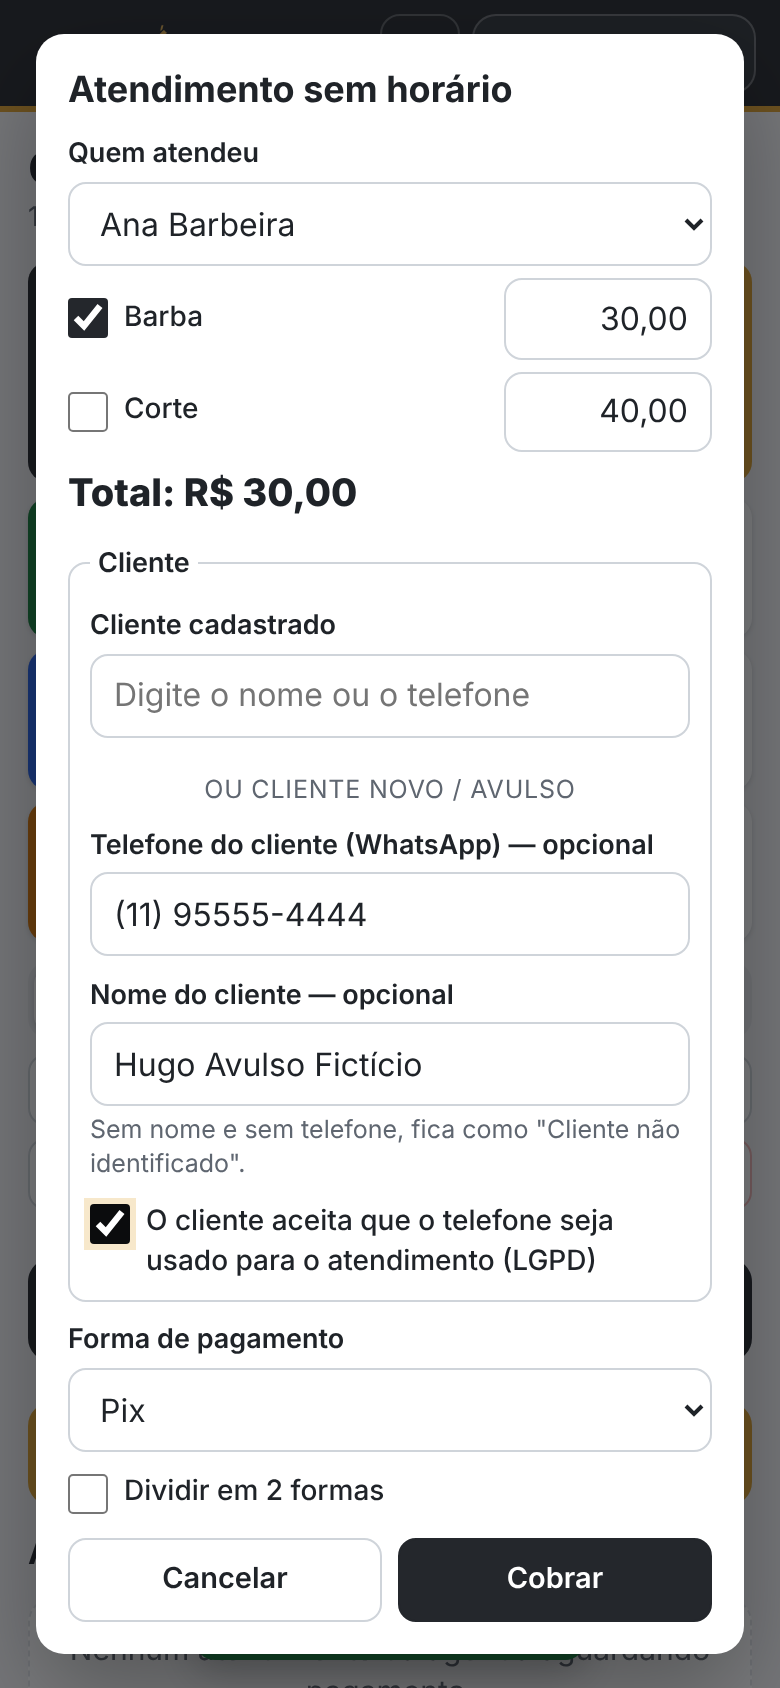 Atendimento sem horário
Quem atendeu
Ana Barbeira
Barba
30,00
Corte
40,00
Total: R$ 30,00
Cliente
Cliente cadastrado
Digite o nome ou o telefone
OU CLIENTE NOVO / AVULSO
Telefone do cliente (WhatsApp) — opcional
(11) 95555-4444
Nome do cliente — opcional
Hugo Avulso Fictício
Sem nome e sem telefone, fica como "Cliente não
identificado".
O cliente aceita que o telefone seja
usado para o atendimento (LGPD)
Forma de pagamento
Pix
Dividir em 2 formas
Cancelar
Cobrar